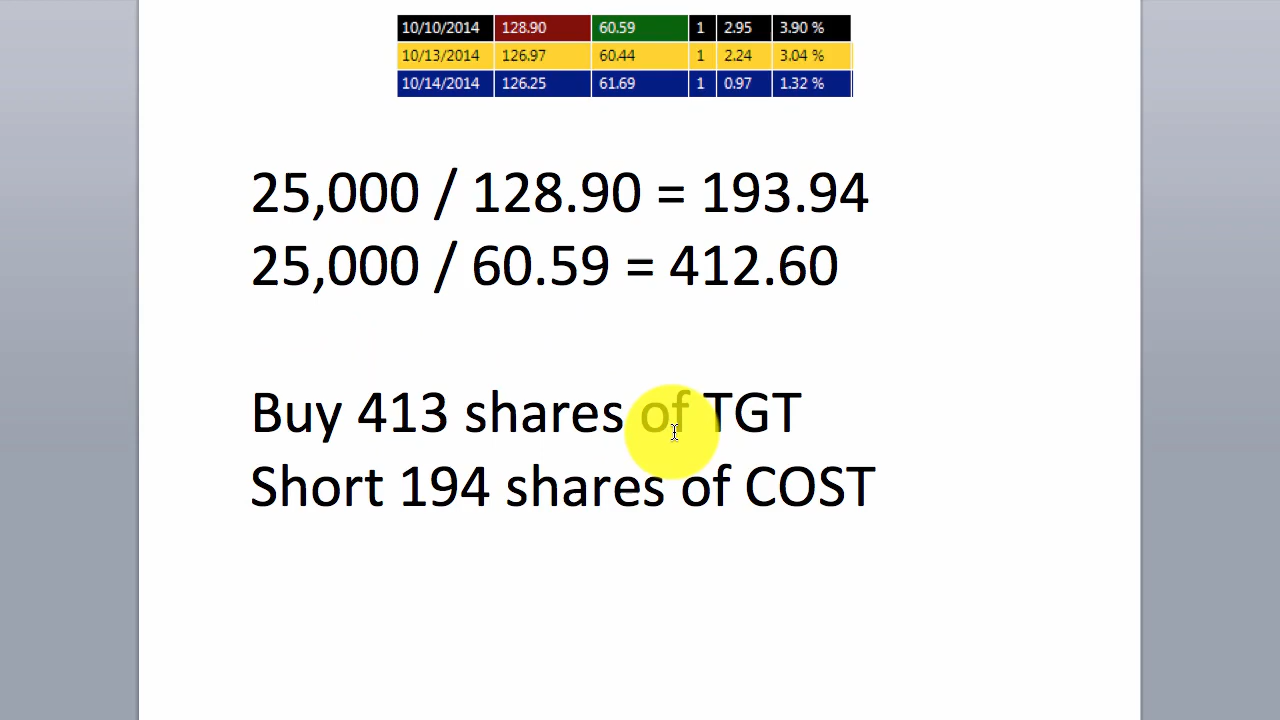 10/10/2014 128.90 60.59 1 2.95 3.90 %
10/13/2014 126.97 60.44 1 2.24 3.04 %
10/14/2014 126.25 61.69 1 0.97 1.32 %
25,000 / 128.90 = 193.94
25,000 / 60.59 = 412.60
Buy 413 shares of TGT
Short 194 shares of COST